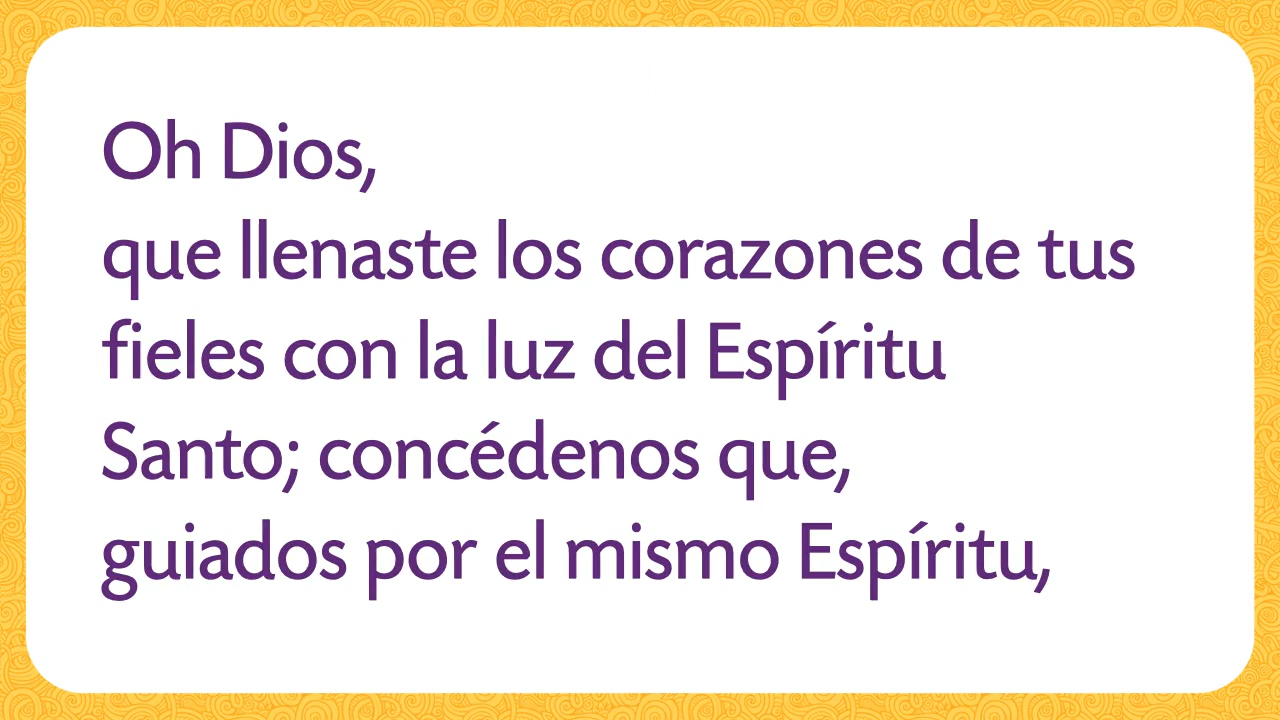 Oh Dios,
que llenaste los corazones de tus
fieles con la luz del Espíritu
Santo; concédenos que,
guiados por el mismo Espíritu,